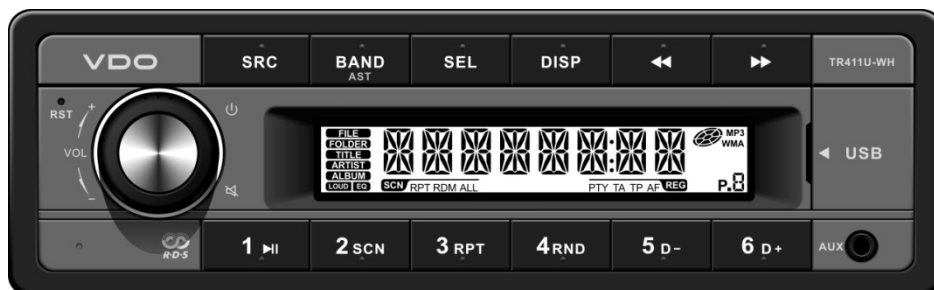 VDO
SRC
BAND
AST
SEL
DISP
TR411U-WH
RST
+
VOL
−
FILE
FOLDER
TITLE
ARTIST
ALBUM
LOUD EQ
SCN RPT RDM ALL
PTY TA TP AF REG
MP3
WMA
P.8
USB
R·D·S
1
2 SCN
3 RPT
4 RND
5 D−
6 D+
AUX